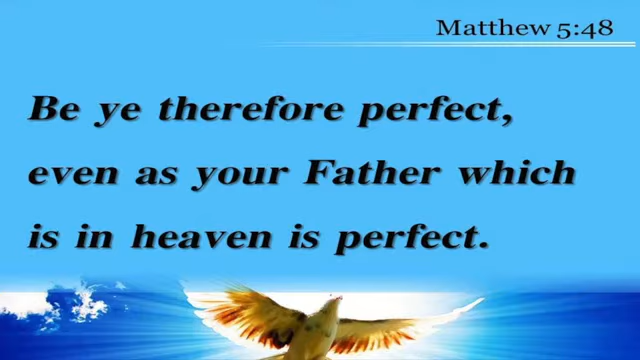 Matthew 5:48
Be ye therefore perfect,
even as your Father which
is in heaven is perfect.